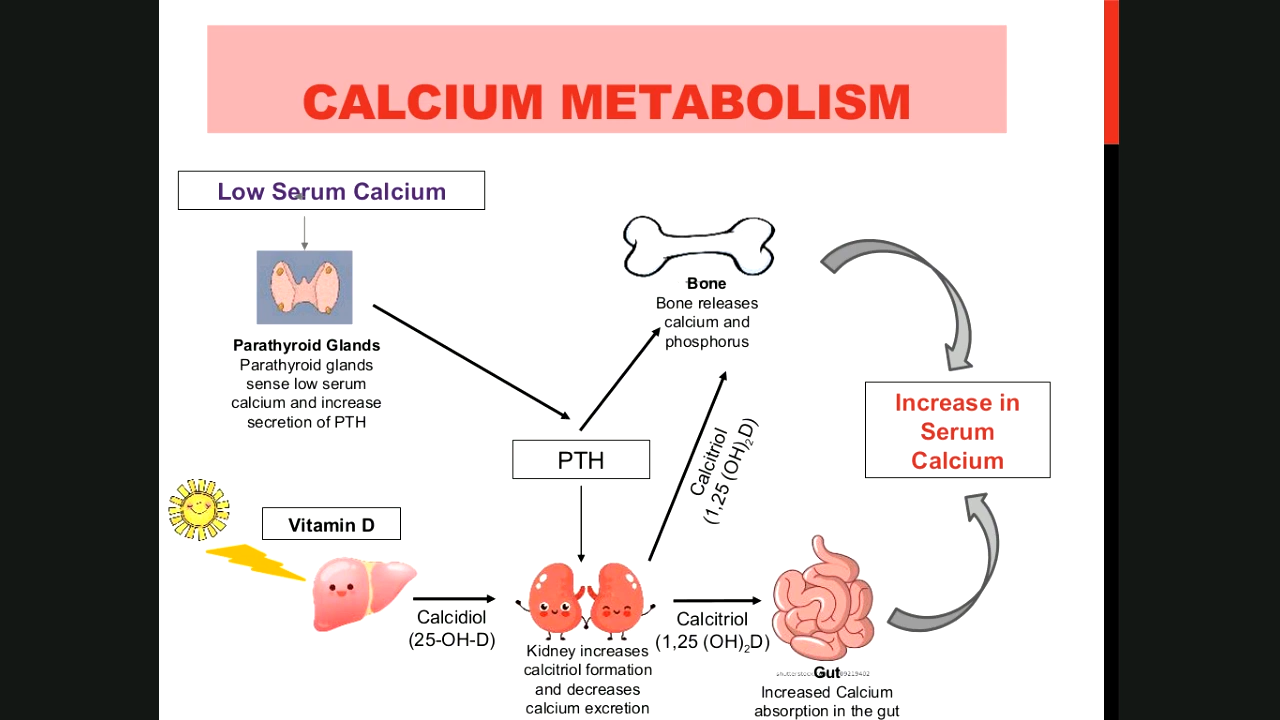 CALCIUM METABOLISM
Low Serum Calcium
Parathyroid Glands
Parathyroid glands
sense low serum
calcium and increase
secretion of PTH
Bone
Bone releases
calcium and
phosphorus
Increase in
Serum
Calcium
PTH
Calcitriol
(1,25 (OH)₂D)
Vitamin D
Calcidiol
(25-OH-D)
Kidney increases
calcitriol formation
and decreases
calcium excretion
Calcitriol
(1,25 (OH)₂D)
Gut
Increased Calcium
absorption in the gut